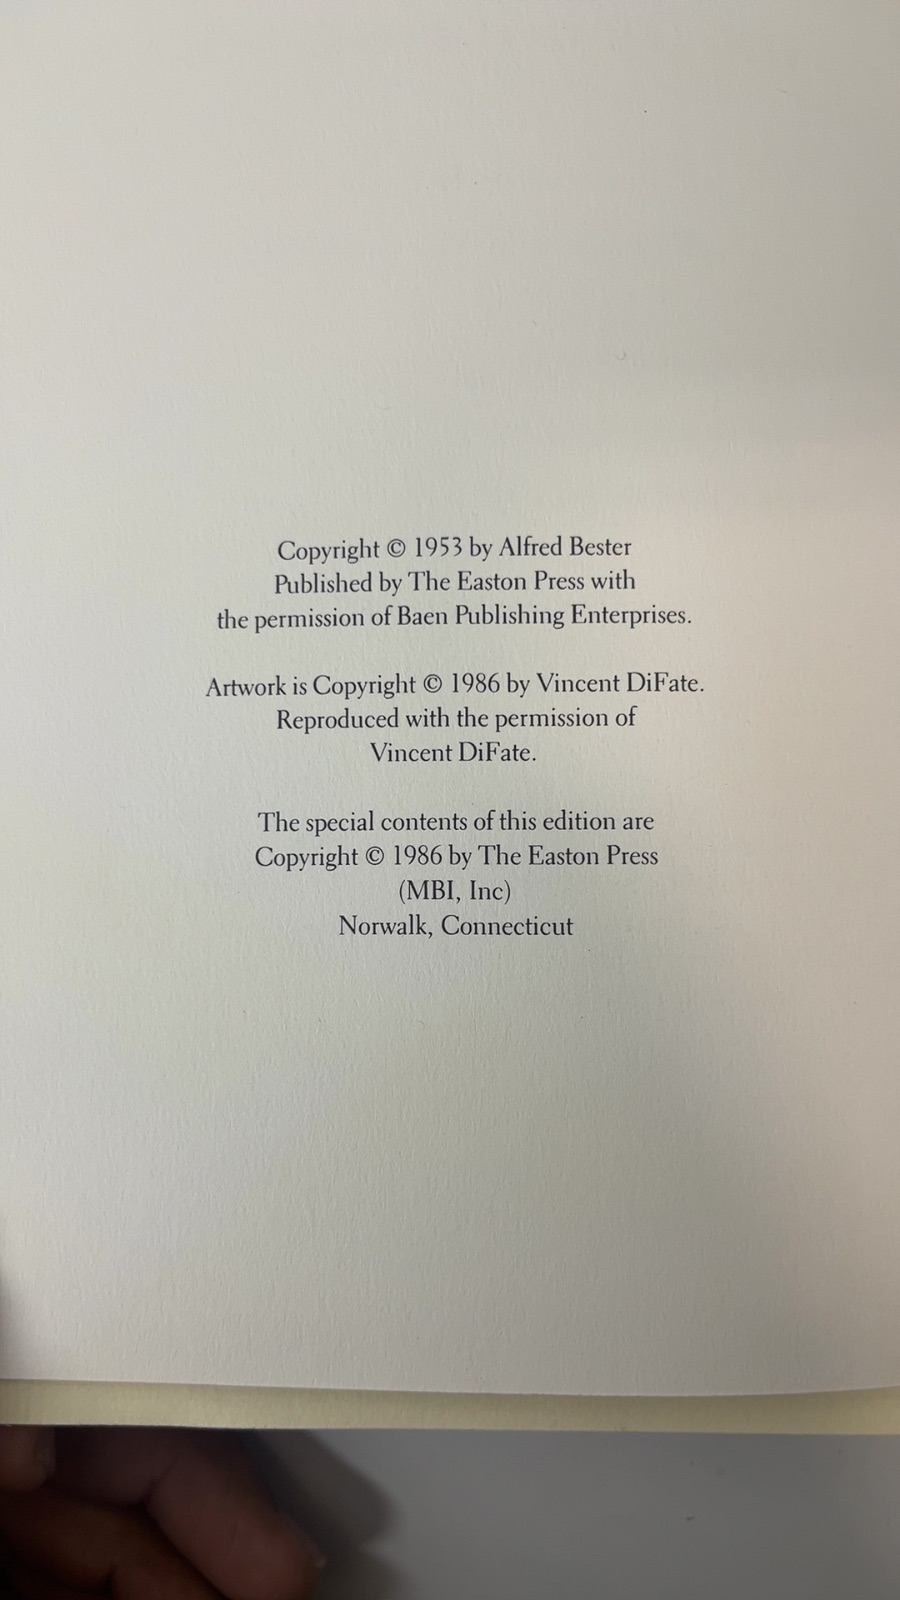 Copyright © 1953 by Alfred Bester
Published by The Easton Press with
the permission of Baen Publishing Enterprises.
Artwork is Copyright © 1986 by Vincent DiFate.
Reproduced with the permission of
Vincent DiFate.
The special contents of this edition are
Copyright © 1986 by The Easton Press
(MBI, Inc)
Norwalk, Connecticut